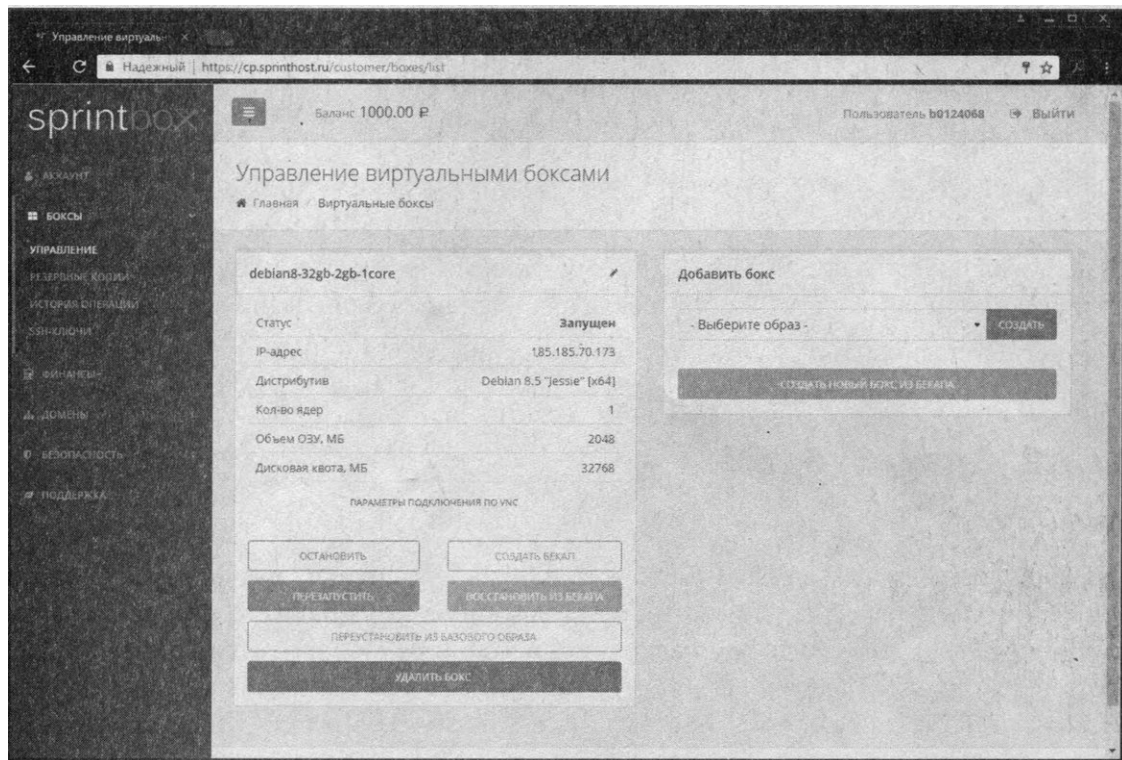 Управление виртуаль
Надежный | https://cp.sprinthost.ru/customer/boxes/list
sprintbox
Баланс 1000.00 ₽
Пользователь b0124068
Выйти
АККАУНТ
БОКСЫ
УПРАВЛЕНИЕ
РЕЗЕРВНЫЕ КОПИИ
ИСТОРИЯ ОПЕРАЦИЙ
SSH-КЛЮЧИ
ФИНАНСЫ
ДОМЕНЫ
БЕЗОПАСНОСТЬ
ПОДДЕРЖКА
Управление виртуальными боксами
Главная / Виртуальные боксы
debian8-32gb-2gb-1core
Статус Запущен
IP-адрес 185.185.70.173
Дистрибутив Debian 8.5 "Jessie" [x64]
Кол-во ядер 1
Объем ОЗУ, МБ 2048
Дисковая квота, МБ 32768
ПАРАМЕТРЫ ПОДКЛЮЧЕНИЯ ПО VNC
ОСТАНОВИТЬ
СОЗДАТЬ БЕКАП
ПЕРЕЗАПУСТИТЬ
ВОССТАНОВИТЬ ИЗ БЕКАПА
ПЕРЕУСТАНОВИТЬ ИЗ БАЗОВОГО ОБРАЗА
УДАЛИТЬ БОКС
Добавить бокс
- Выберите образ -
СОЗДАТЬ
СОЗДАТЬ НОВЫЙ БОКС ИЗ БЕКАПА